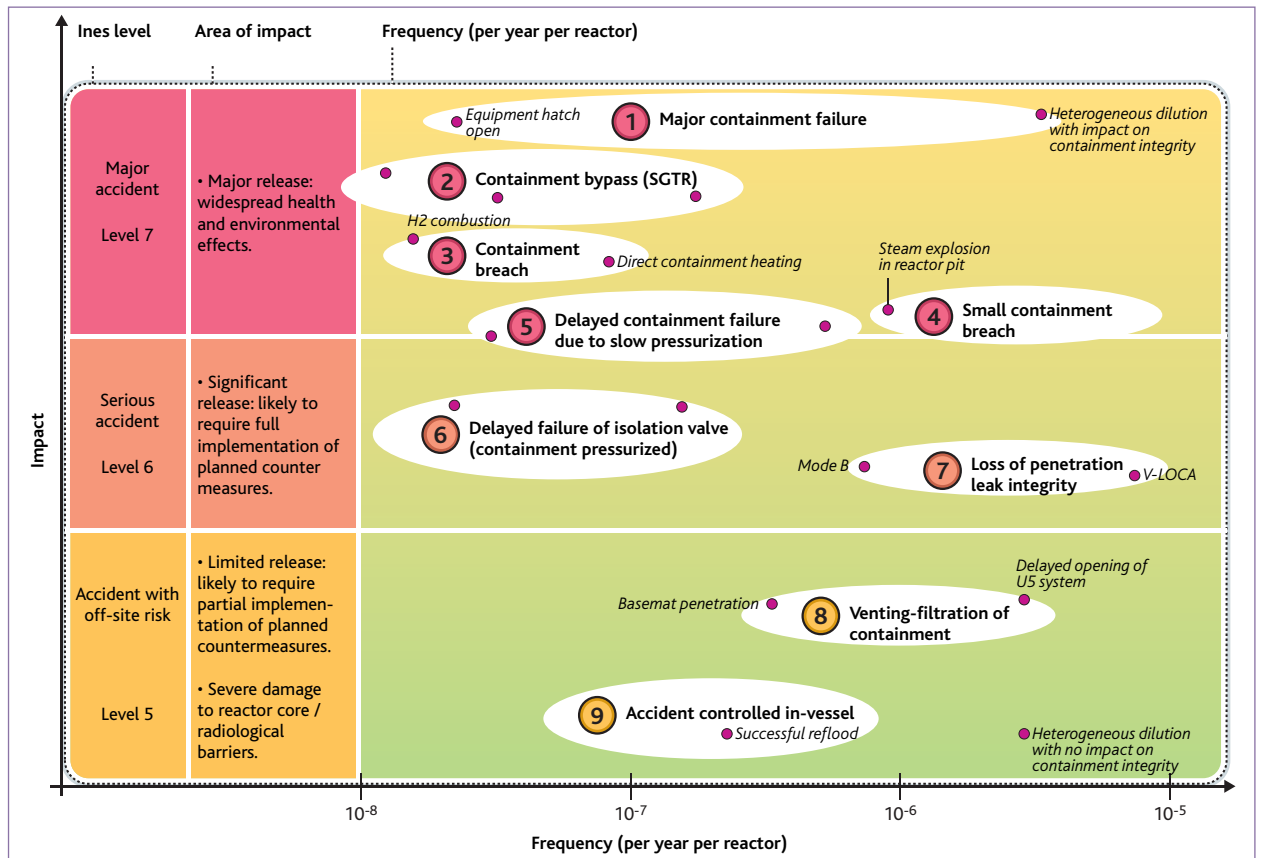 Ines level
Area of impact
Frequency (per year per reactor)
Impact
Major
accident
Level 7
• Major release:
widespread health
and environmental
effects.
Equipment hatch
open
1
Major containment failure
Heterogeneous dilution
with impact on
containment integrity
2
Containment bypass (SGTR)
H2 combustion
3
Containment
breach
Direct containment heating
Steam explosion
in reactor pit
4
Small containment
breach
5
Delayed containment failure
due to slow pressurization
Serious
accident
Level 6
• Significant
release: likely to
require full
implementation of
planned counter
measures.
6
Delayed failure of isolation valve
(containment pressurized)
Mode B
7
Loss of penetration
leak integrity
V-LOCA
Accident with
off-site risk
Level 5
• Limited release:
likely to require
partial implemen-
tation of planned
countermeasures.
• Severe damage
to reactor core /
radiological
barriers.
Delayed opening of
U5 system
Basemat penetration
8
Venting-filtration of
containment
9
Accident controlled in-vessel
Successful reflood
Heterogeneous dilution
with no impact on
containment integrity
10-8
10-7
10-6
10-5
Frequency (per year per reactor)